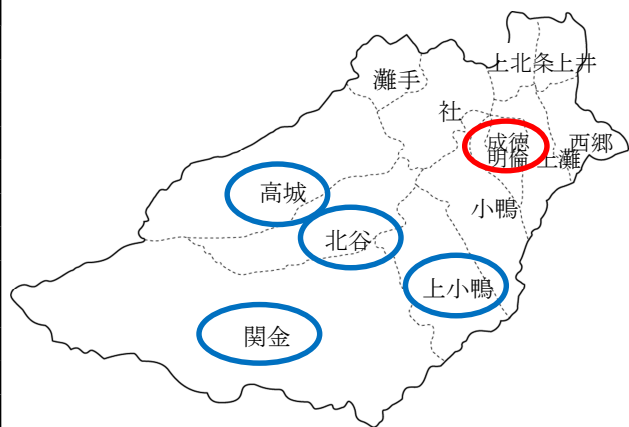 上北条
上井
灘手
社
成徳
明倫
上灘
西郷
高城
小鴨
北谷
上小鴨
関金